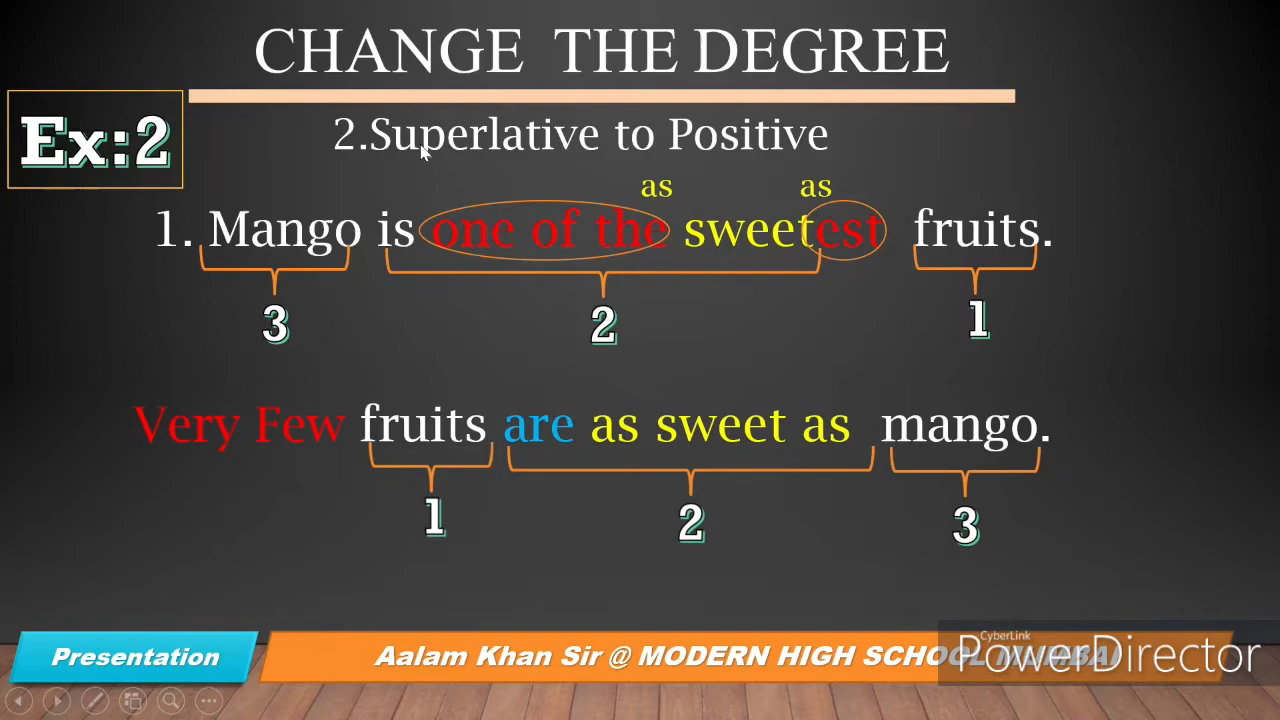 CHANGE THE DEGREE
Ex:2
2.Superlative to Positive
as as
1. Mango is one of the sweetest fruits.
3 2 1
Very Few fruits are as sweet as mango.
1 2 3
Presentation
Aalam Khan Sir @ MODERN HIGH SCHOOL MUMBAI
CyberLink
PowerDirector